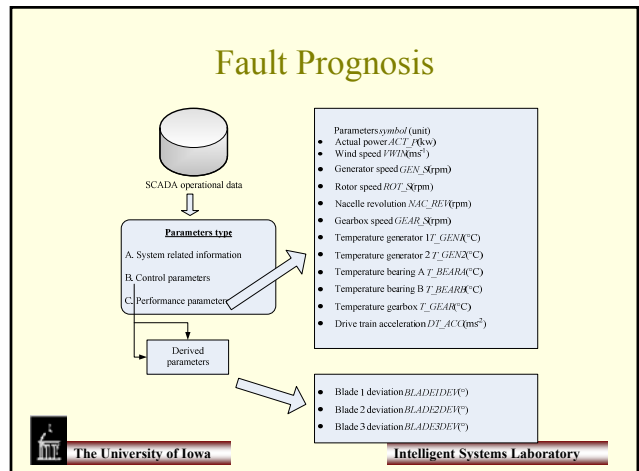 Fault Prognosis
SCADA operational data
Parameters type
A. System related information
B. Control parameters
C. Performance parameters
Derived
parameters
Parameters symbol (unit)
• Actual power ACT_P(kw)
• Wind speed VWIN(ms-1)
• Generator speed GEN_S(rpm)
• Rotor speed ROT_S(rpm)
• Nacelle revolution NAC_REV(rpm)
• Gearbox speed GEAR_S(rpm)
• Temperature generator 1T_GEN1(°C)
• Temperature generator 2 T_GEN2(°C)
• Temperature bearing A T_BEARA(°C)
• Temperature bearing B T_BEARB(°C)
• Temperature gearbox T_GEAR(°C)
• Drive train acceleration DT_ACC(ms-2)
• Blade 1 deviation BLADE1DEV(°)
• Blade 2 deviation BLADE2DEV(°)
• Blade 3 deviation BLADE3DEV(°)
The University of Iowa
Intelligent Systems Laboratory